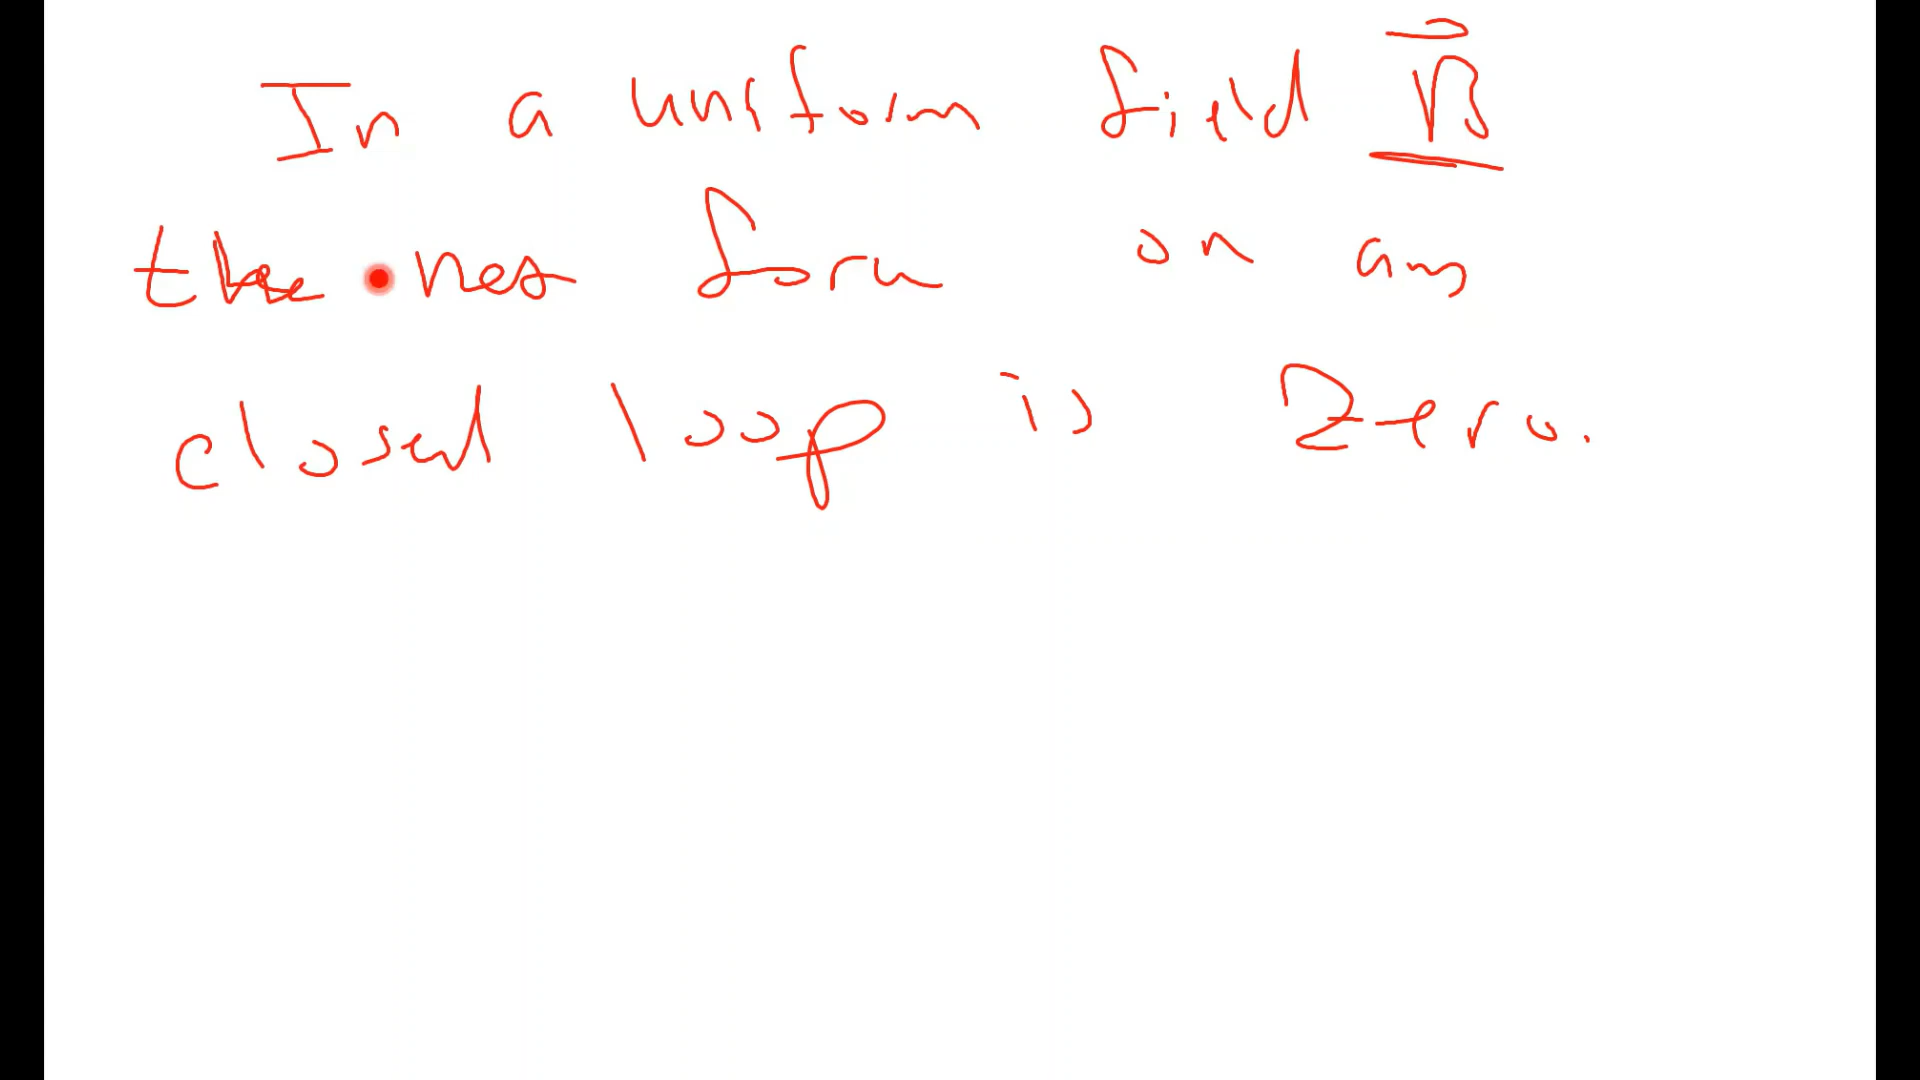 In a uniform field B⃗
the net force on any
closed loop is zero.